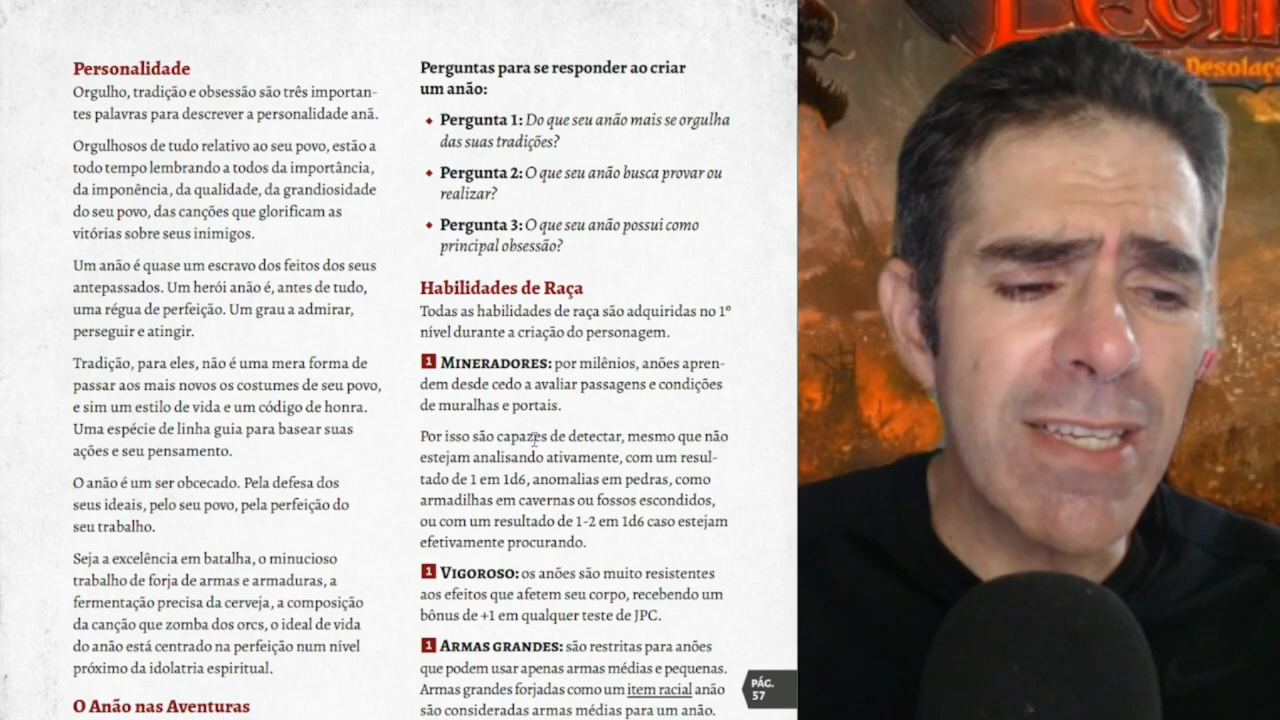 Personalidade
Orgulho, tradição e obsessão são três importan-
tes palavras para descrever a personalidade anã.
Orgulhosos de tudo relativo ao seu povo, estão a
todo tempo lembrando a todos da importância,
da imponência, da qualidade, da grandiosidade
do seu povo, das canções que glorificam as
vitórias sobre seus inimigos.
Um anão é quase um escravo dos feitos dos seus
antepassados. Um herói anão é, antes de tudo,
uma régua de perfeição. Um grau a admirar,
perseguir e atingir.
Tradição, para eles, não é uma mera forma de
passar aos mais novos os costumes de seu povo,
e sim um estilo de vida e um código de honra.
Uma espécie de linha guia para basear suas
ações e seu pensamento.
O anão é um ser obcecado. Pela defesa dos
seus ideais, pelo seu povo, pela perfeição do
seu trabalho.
Seja a excelência em batalha, o minucioso
trabalho de forja de armas e armaduras, a
fermentação precisa da cerveja, a composição
da canção que zomba dos orcs, o ideal de vida
do anão está centrado na perfeição num nível
próximo da idolatria espiritual.
O Anão nas Aventuras
Perguntas para se responder ao criar
um anão:
Pergunta 1: Do que seu anão mais se orgulha
das suas tradições?
Pergunta 2: O que seu anão busca provar ou
realizar?
Pergunta 3: O que seu anão possui como
principal obsessão?
Habilidades de Raça
Todas as habilidades de raça são adquiridas no 1º
nível durante a criação do personagem.
1 MINERADORES: por milênios, anões apren-
dem desde cedo a avaliar passagens e condições
de muralhas e portais.
Por isso são capazes de detectar, mesmo que não
estejam analisando ativamente, com um resul-
tado de 1 em 1d6, anomalias em pedras, como
armadilhas em cavernas ou fossos escondidos,
ou com um resultado de 1-2 em 1d6 caso estejam
efetivamente procurando.
1 VIGOROSO: os anões são muito resistentes
aos efeitos que afetem seu corpo, recebendo um
bônus de +1 em qualquer teste de JPC.
1 ARMAS GRANDES: são restritas para anões
que podem usar apenas armas médias e pequenas.
Armas grandes forjadas como um item racial anão
são consideradas armas médias para um anão.
PÁG.
57